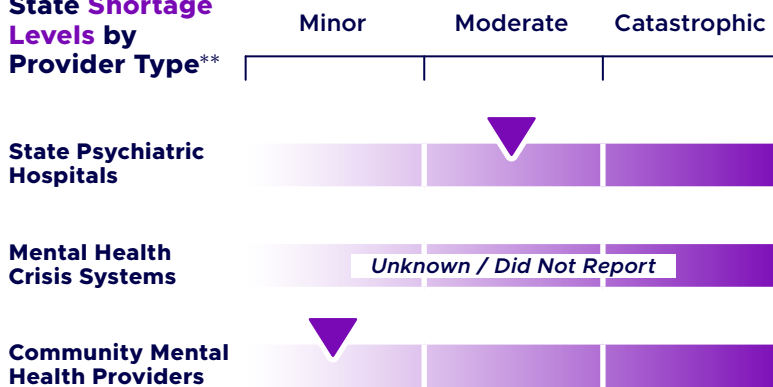 State Shortage
Levels by
Provider Type**
Minor Moderate Catastrophic
State Psychiatric
Hospitals
Mental Health
Crisis Systems
Unknown / Did Not Report
Community Mental
Health Providers